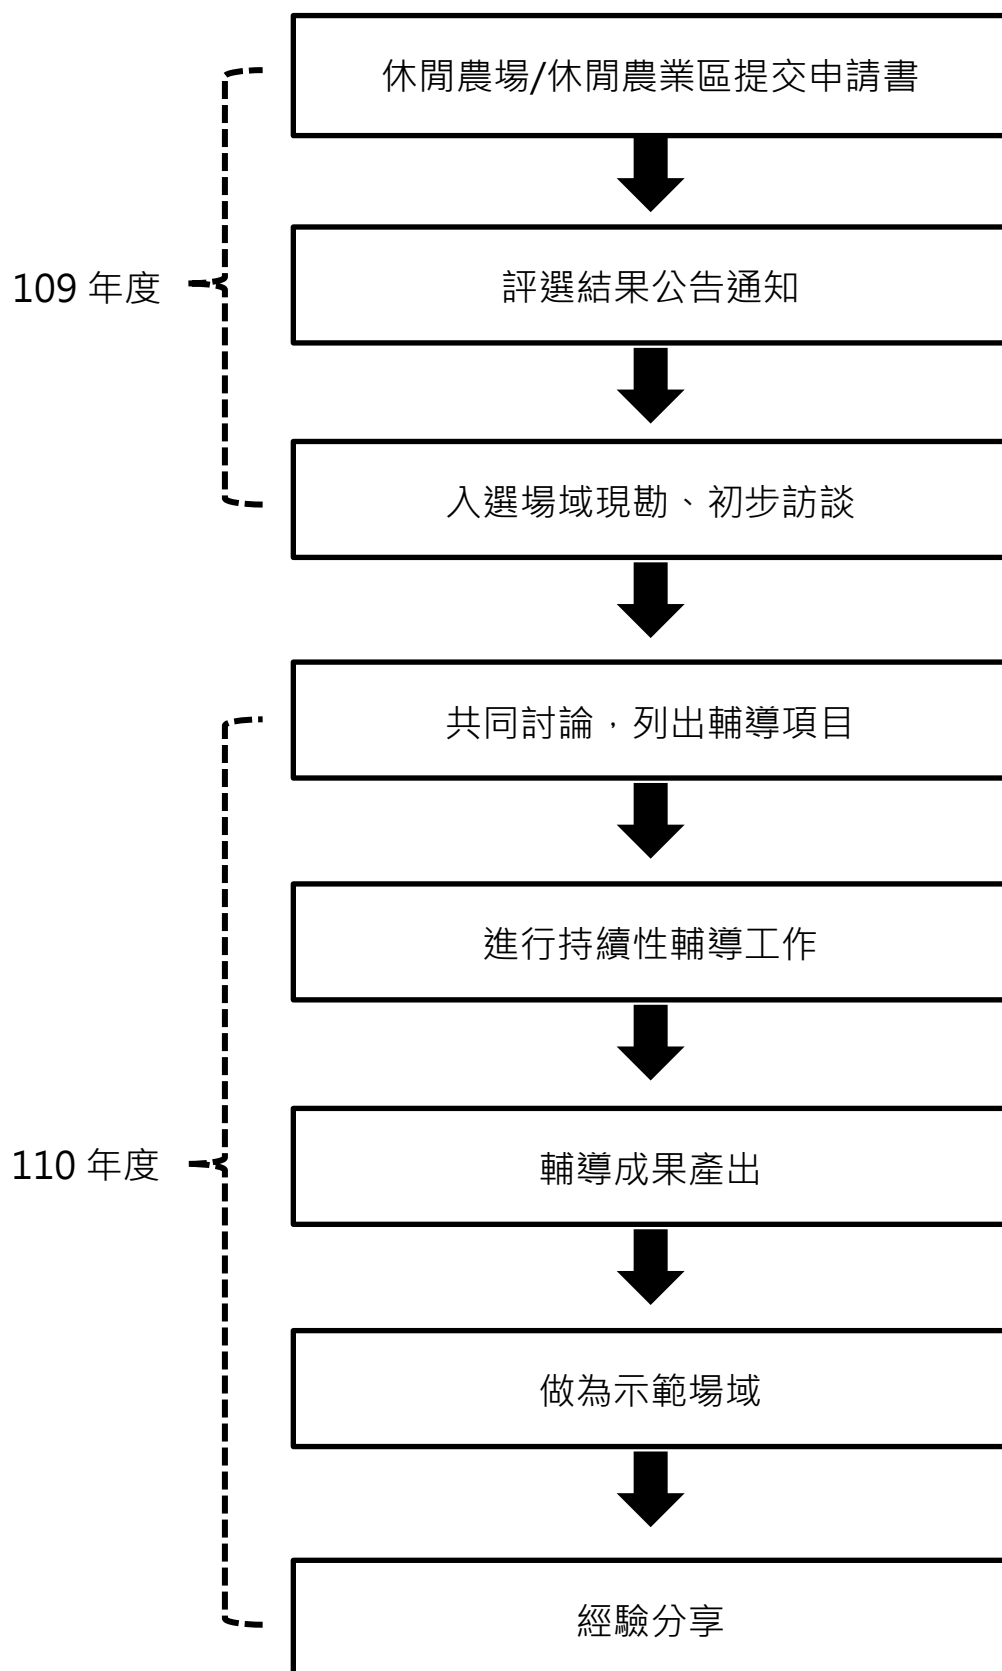 休閒農場/休閒農業區提交申請書
109 年度
評選結果公告通知
入選場域現勘、初步訪談
共同討論，列出輔導項目
進行持續性輔導工作
110 年度
輔導成果產出
做為示範場域
經驗分享